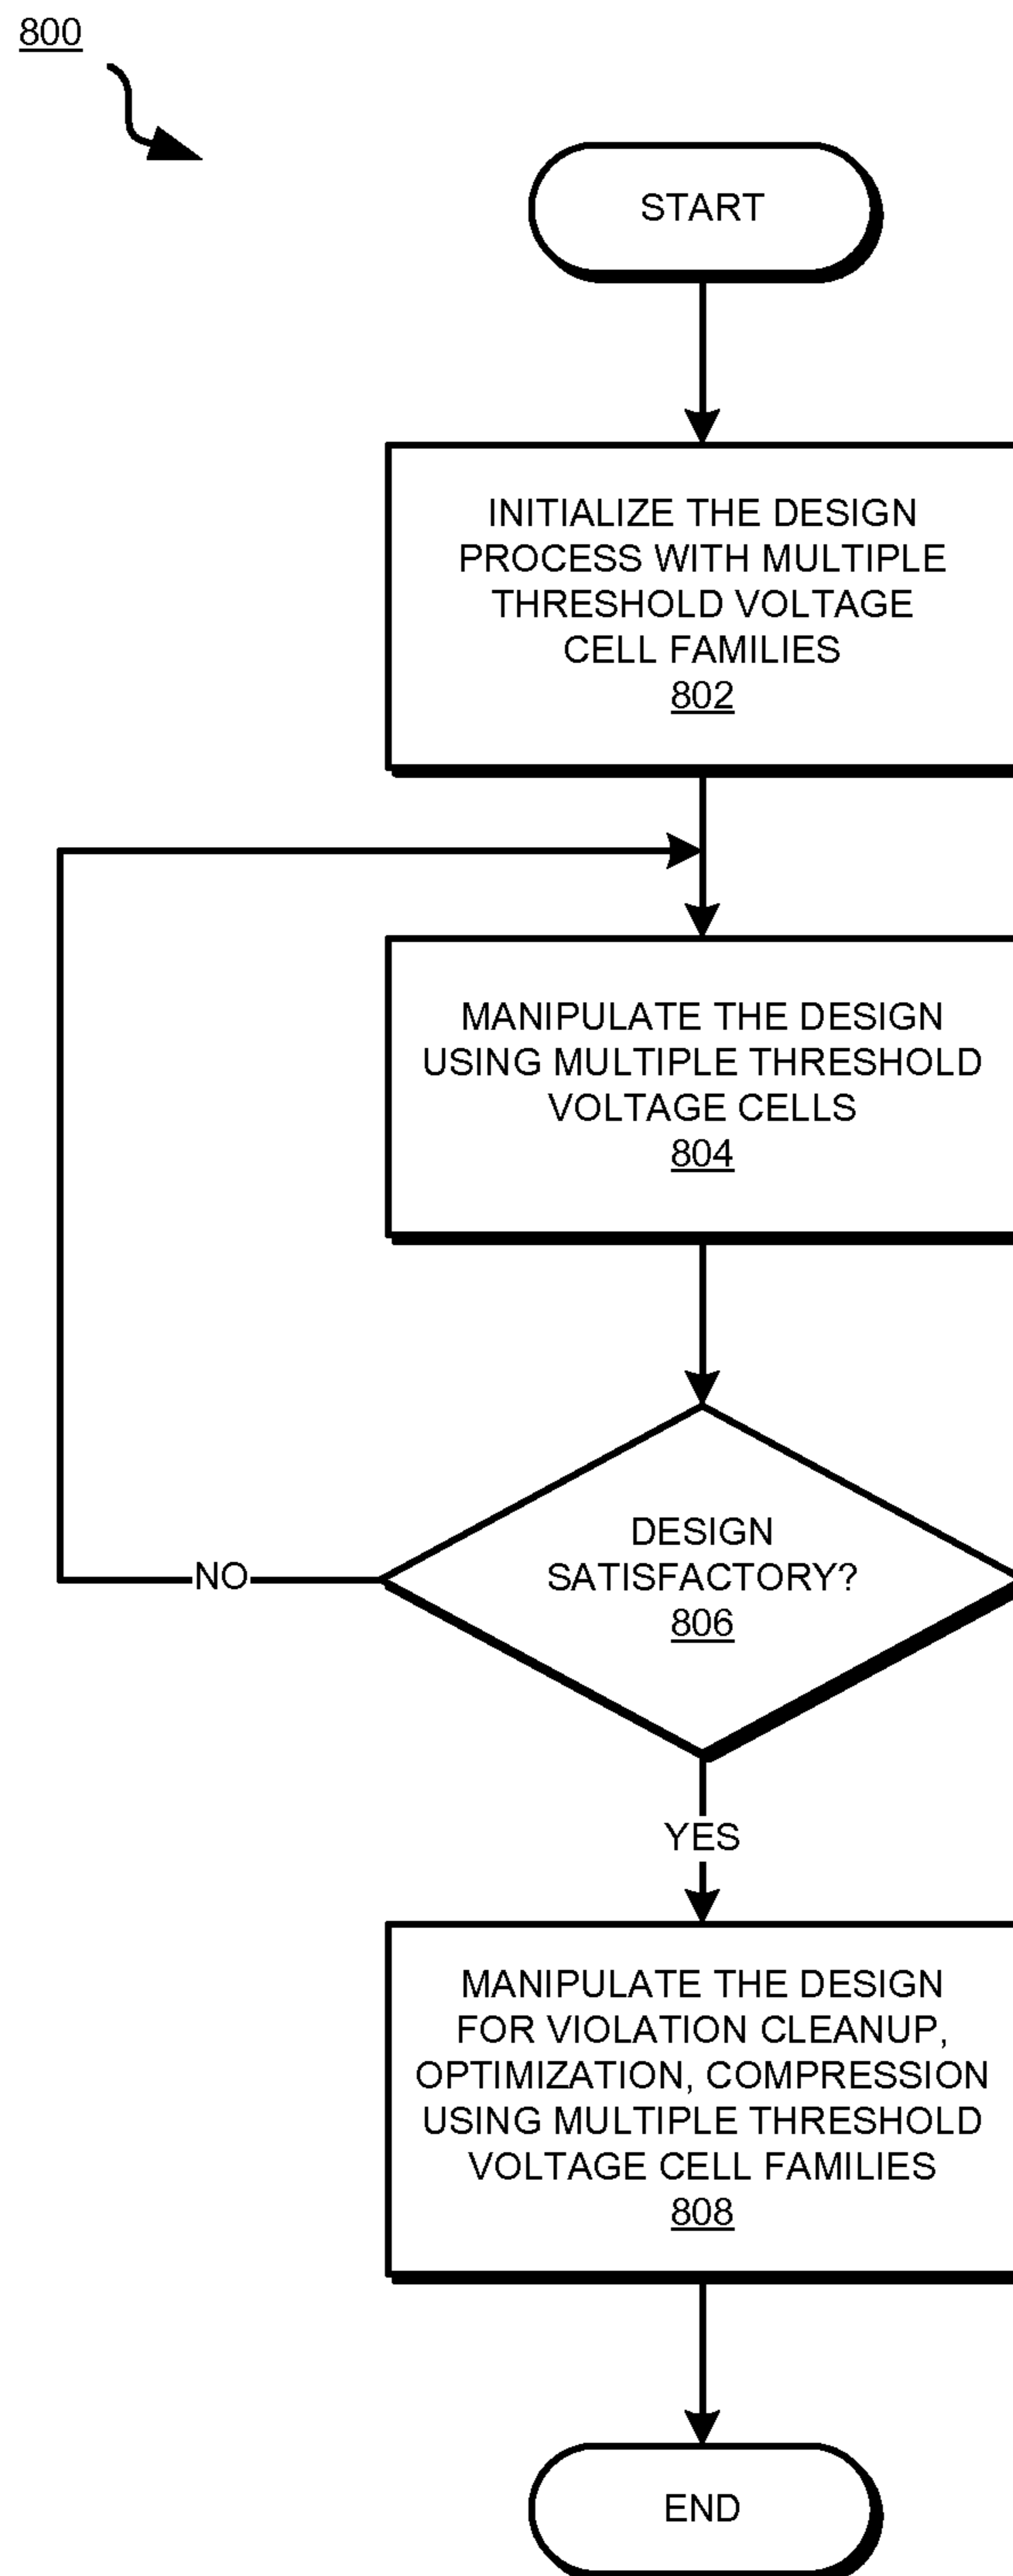 800
START
INITIALIZE THE DESIGN
PROCESS WITH MULTIPLE
THRESHOLD VOLTAGE
CELL FAMILIES
802
MANIPULATE THE DESIGN
USING MULTIPLE THRESHOLD
VOLTAGE CELLS
804
DESIGN
SATISFACTORY?
806
NO
YES
MANIPULATE THE DESIGN
FOR VIOLATION CLEANUP,
OPTIMIZATION, COMPRESSION
USING MULTIPLE THRESHOLD
VOLTAGE CELL FAMILIES
808
END